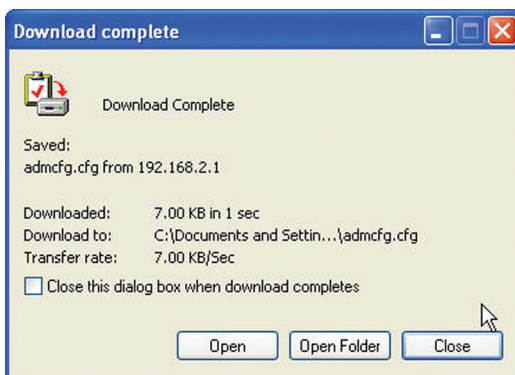 Download complete
Download Complete
Saved:
admcfg.cfg from 192.168.2.1
Downloaded: 7.00 KB in 1 sec
Download to: C:\Documents and Settin...\admcfg.cfg
Transfer rate: 7.00 KB/Sec
Close this dialog box when download completes
Open Open Folder Close